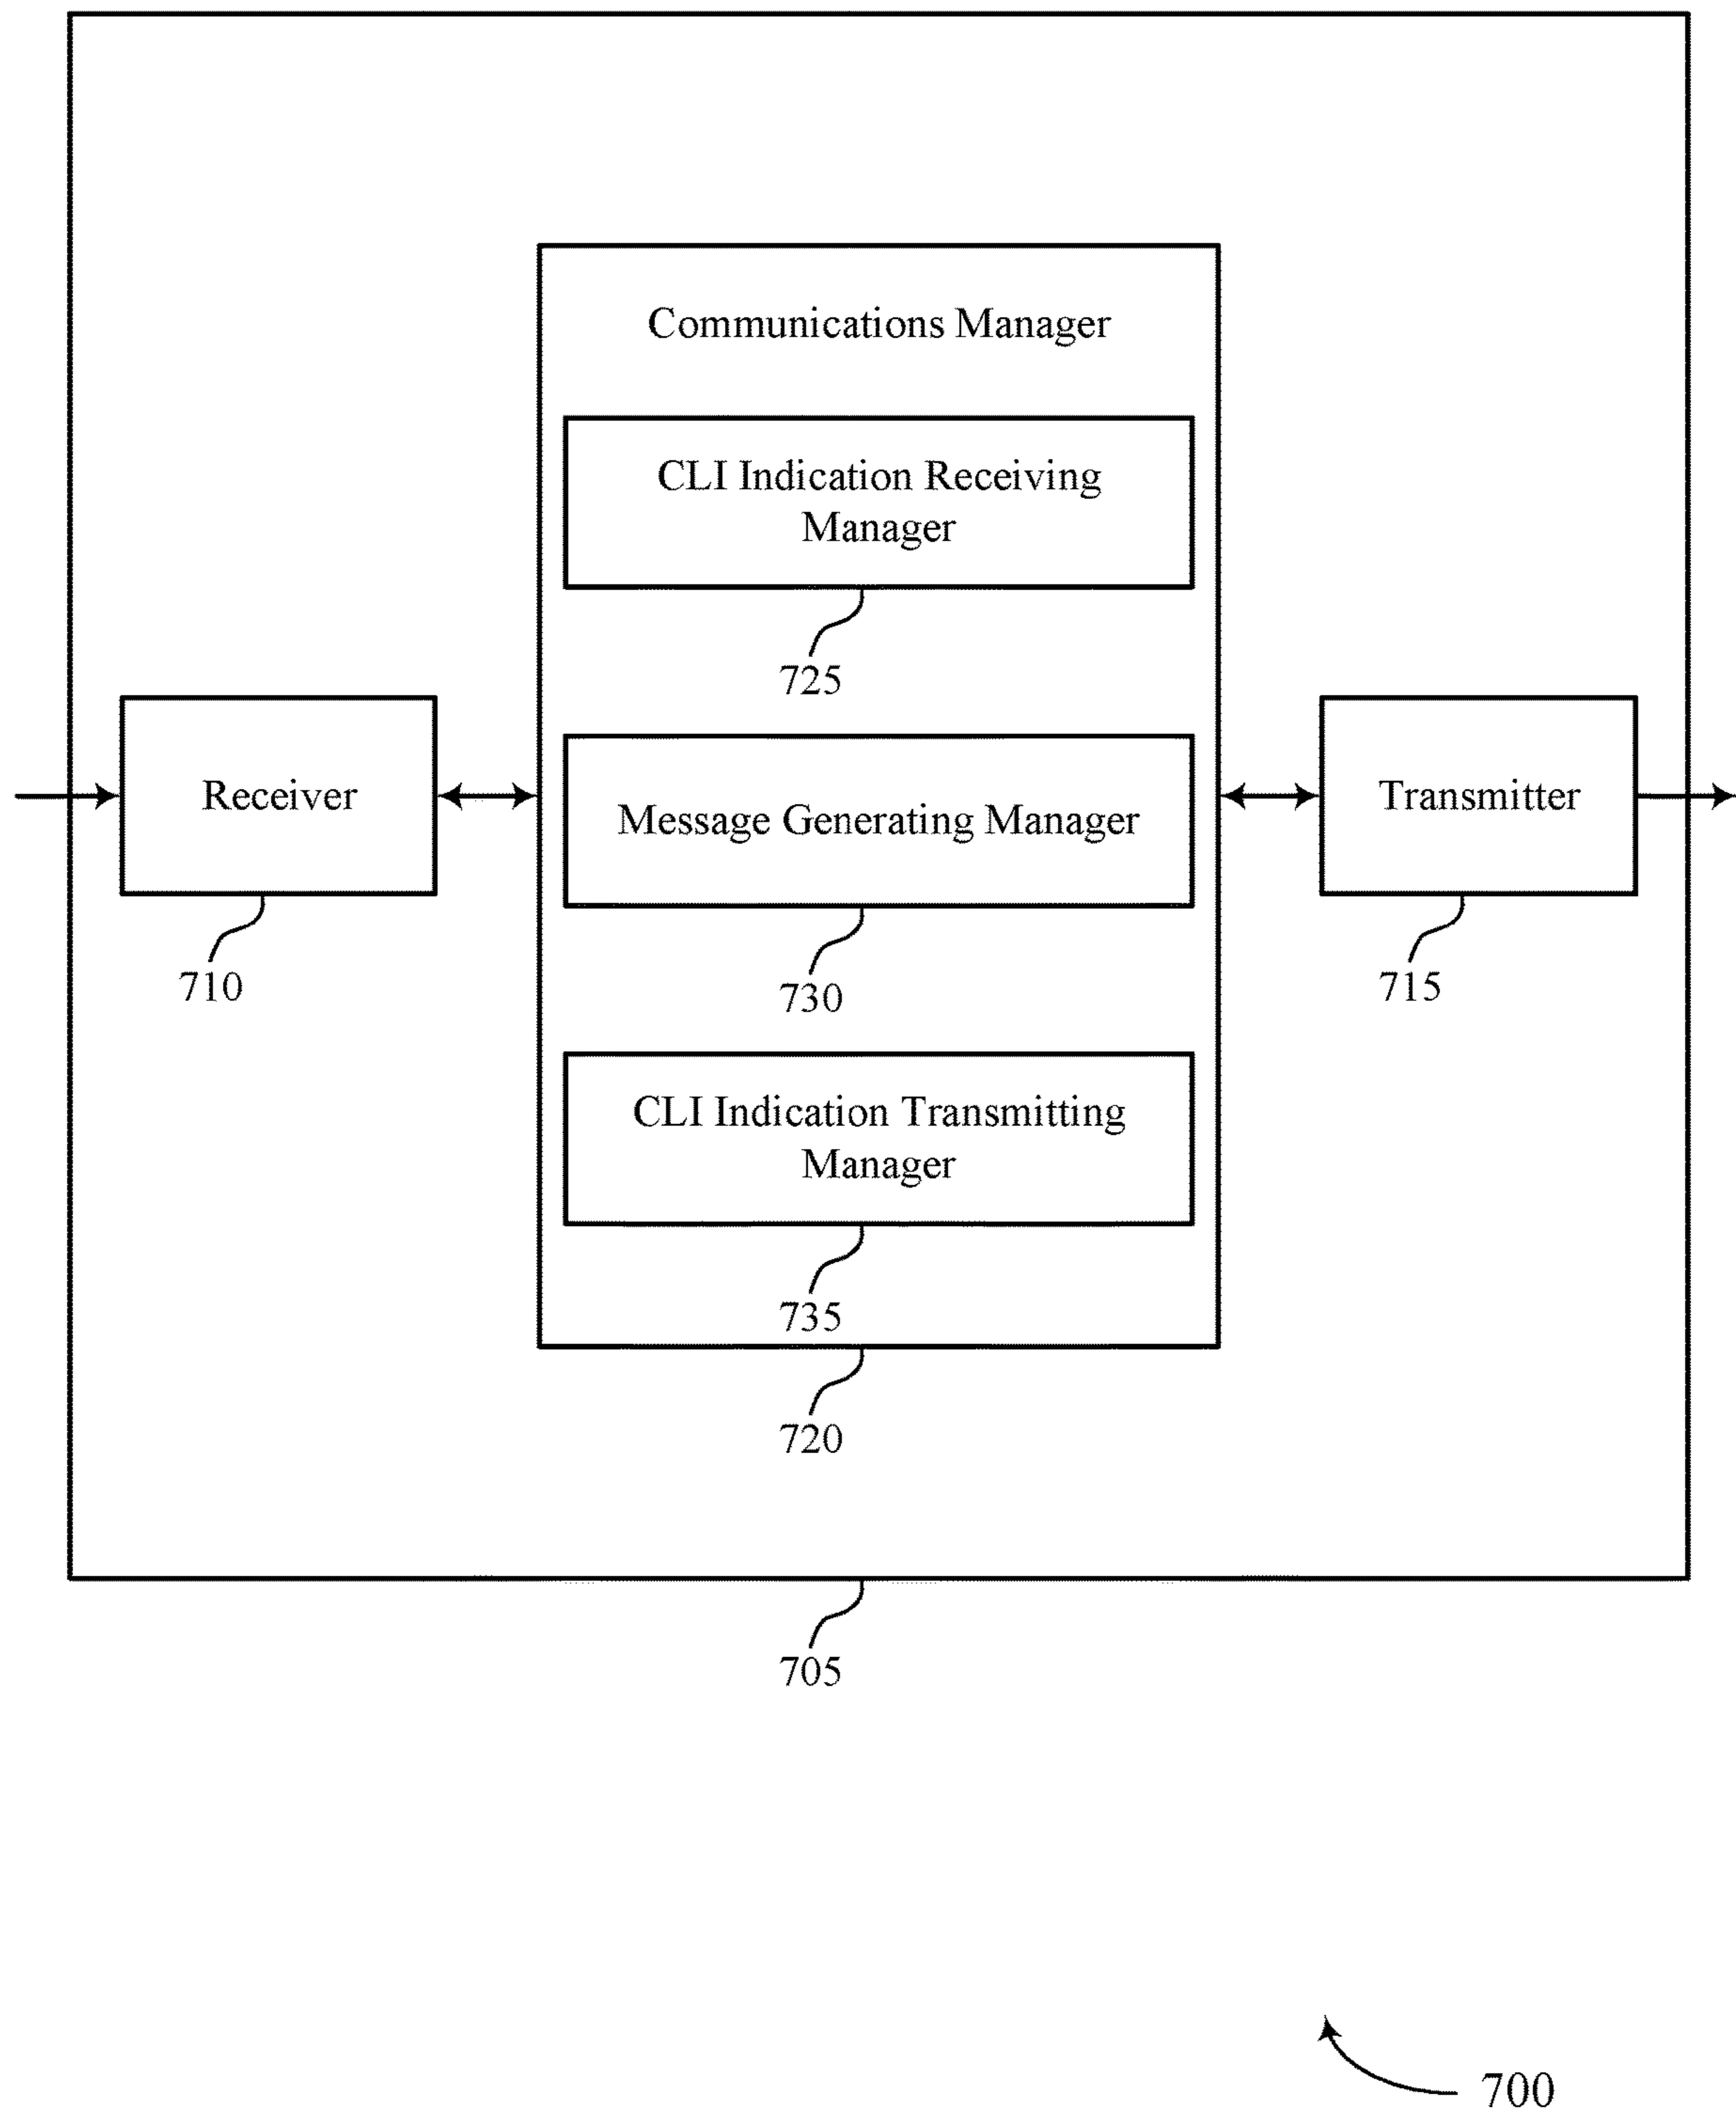 Communications Manager
CLI Indication Receiving
Manager
725
Receiver
710
Message Generating Manager
730
Transmitter
715
CLI Indication Transmitting
Manager
735
720
705
700